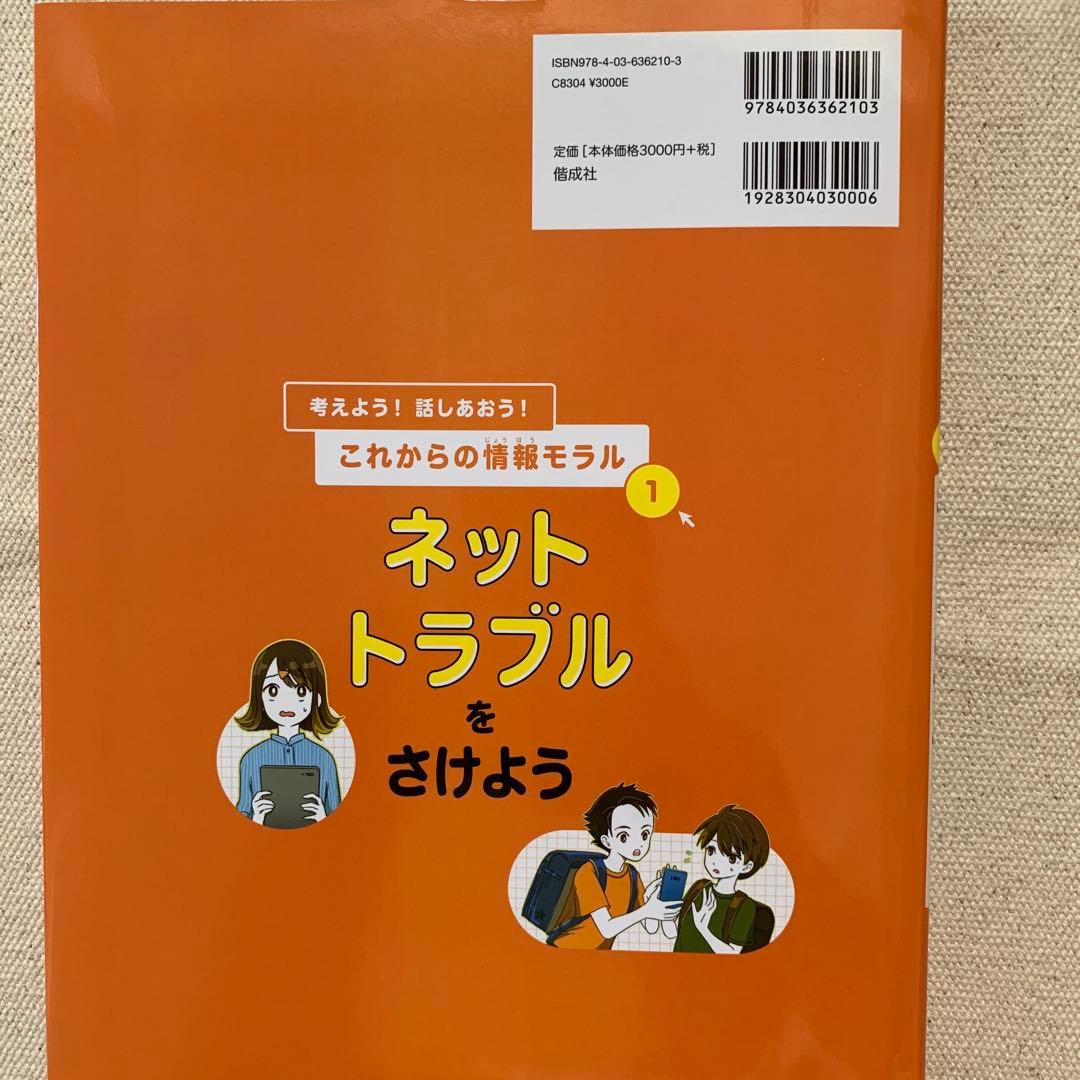 ISBN978-4-03-636210-3
C8304 ¥3000E
9784036362103
定価[本体価格3000円+税]
偕成社
1928304030006
考えよう! 話しあおう!
じょうほう
これからの情報モラル
1
ネット
トラブル
を
さけよう